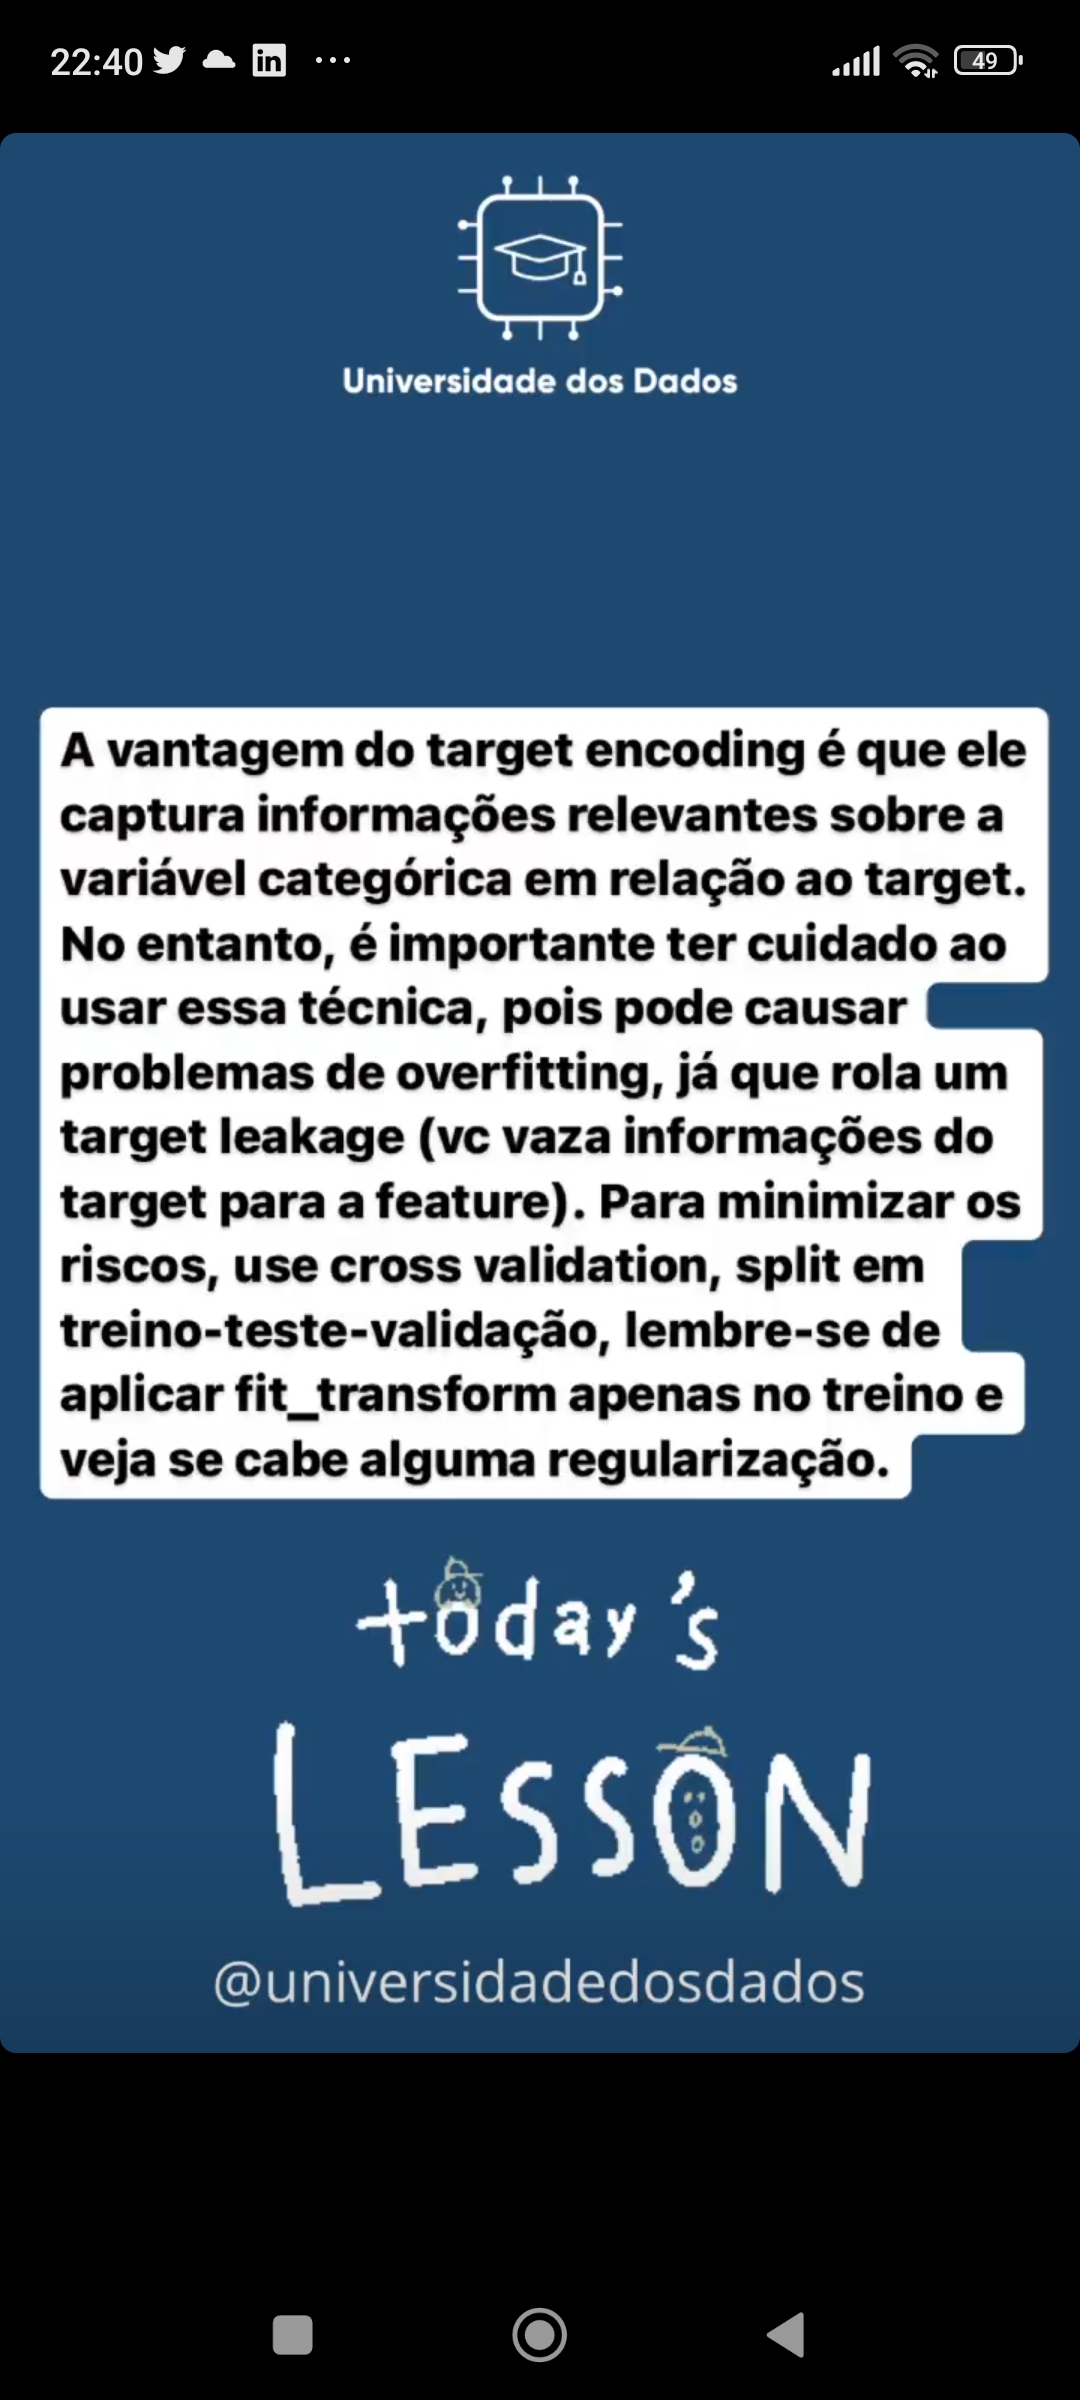 22:40
49
Universidade dos Dados
A vantagem do target encoding é que ele
captura informações relevantes sobre a
variável categórica em relação ao target.
No entanto, é importante ter cuidado ao
usar essa técnica, pois pode causar
problemas de overfitting, já que rola um
target leakage (vc vaza informações do
target para a feature). Para minimizar os
riscos, use cross validation, split em
treino-teste-validação, lembre-se de
aplicar fit_transform apenas no treino e
veja se cabe alguma regularização.
today's
LESSON
@universidadedosdados